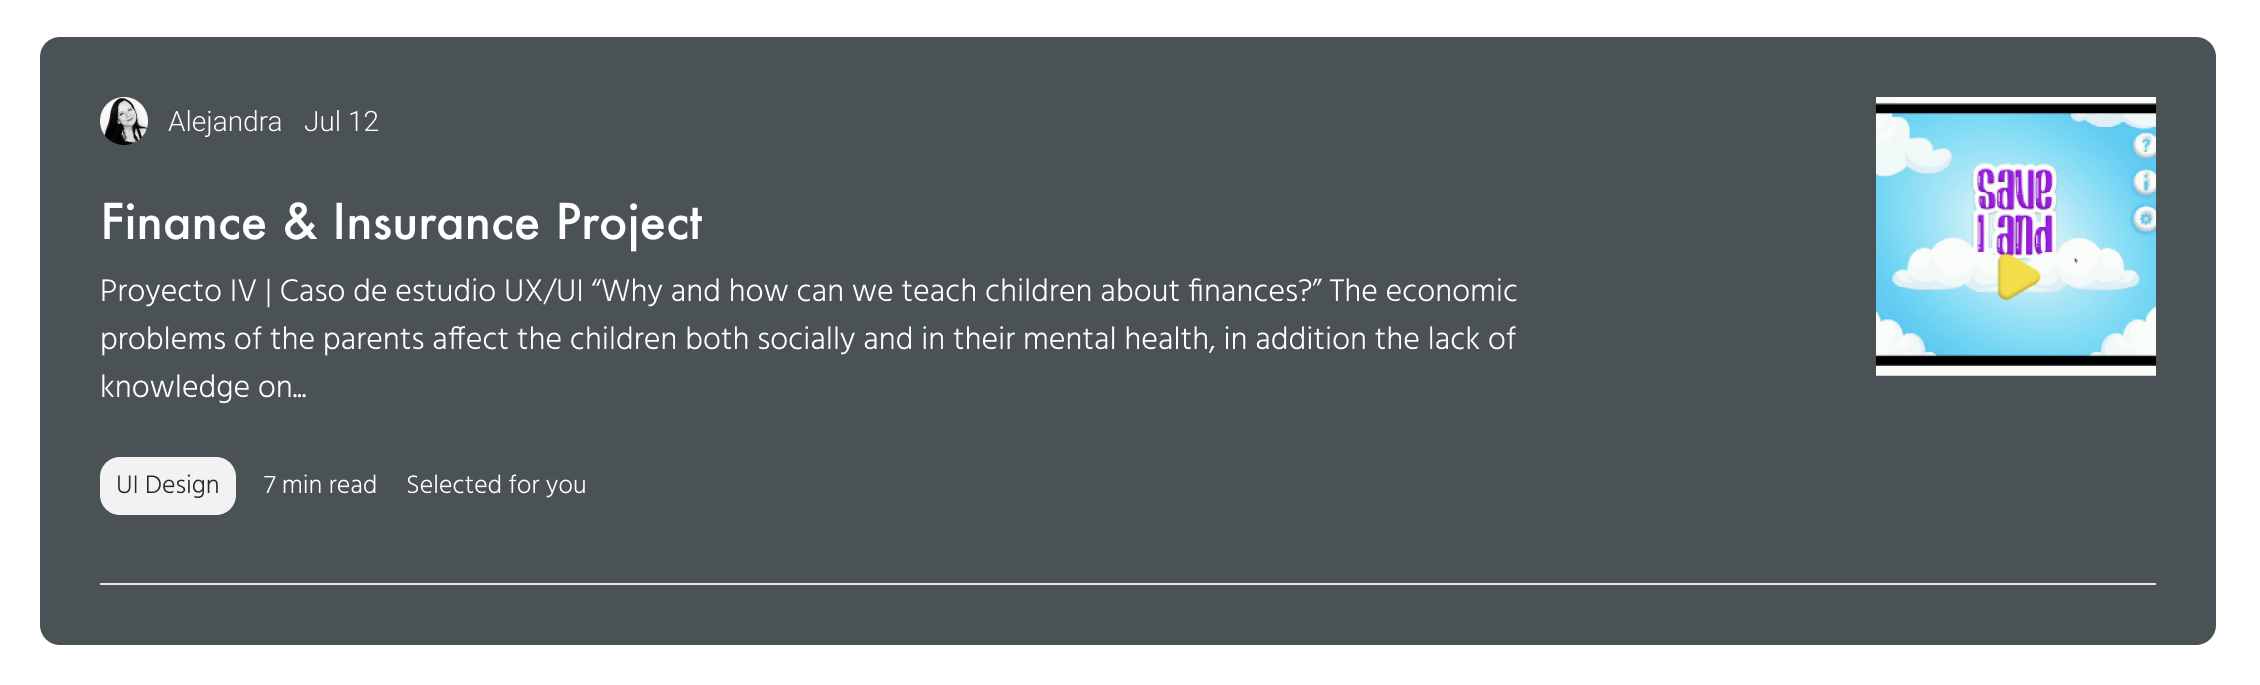 Alejandra Jul 12
Finance & Insurance Project
Proyecto IV | Caso de estudio UX/UI “Why and how can we teach children about finances?” The economic
problems of the parents affect the children both socially and in their mental health, in addition the lack of
knowledge on...
UI Design 7 min read Selected for you
?
i
SAVE
LAND